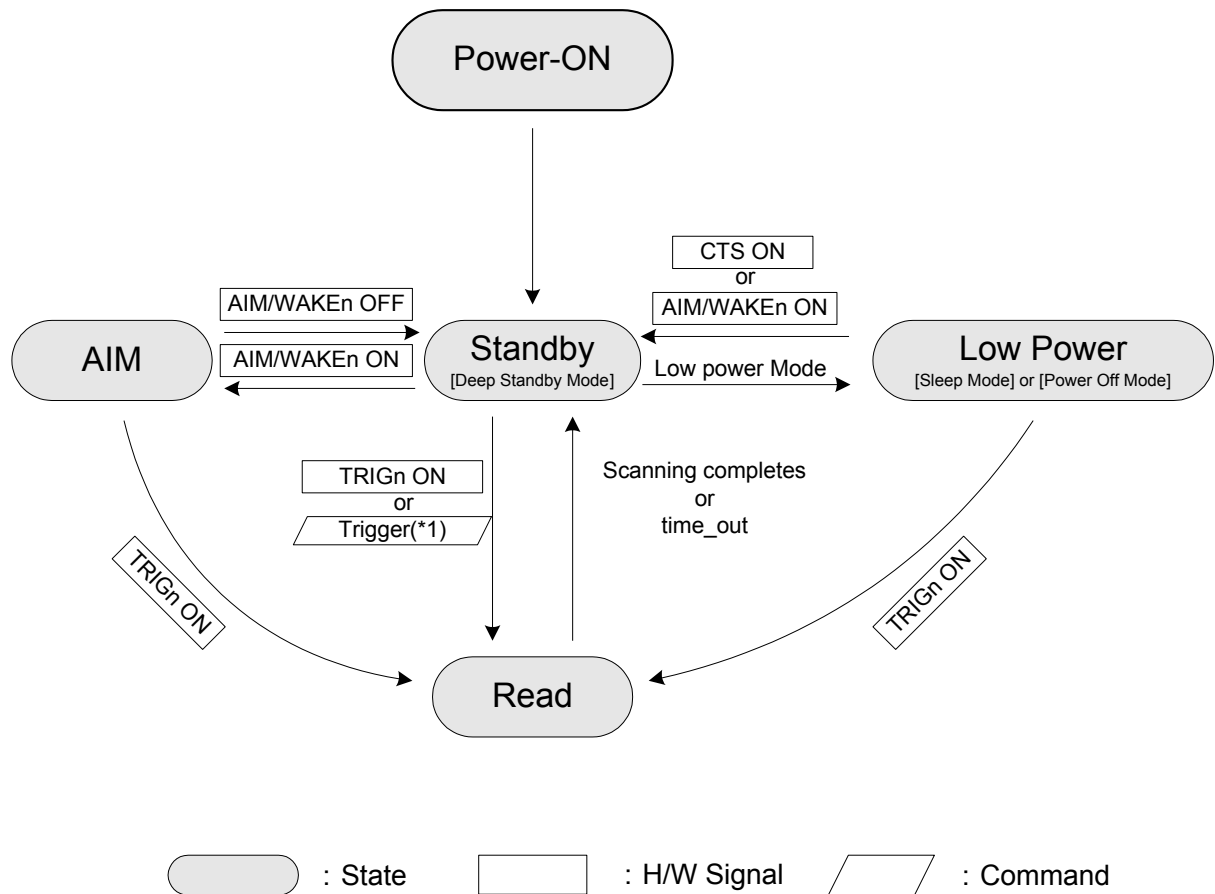 Power-ON
CTS ON
or
AIM/WAKEn ON
AIM/WAKEn OFF
AIM
AIM/WAKEn ON
Standby
[Deep Standby Mode]
Low power Mode
Low Power
[Sleep Mode] or [Power Off Mode]
TRIGn ON
or
Trigger(*1)
Scanning completes
or
time_out
TRIGn ON
TRIGn ON
Read
: State
: H/W Signal
: Command